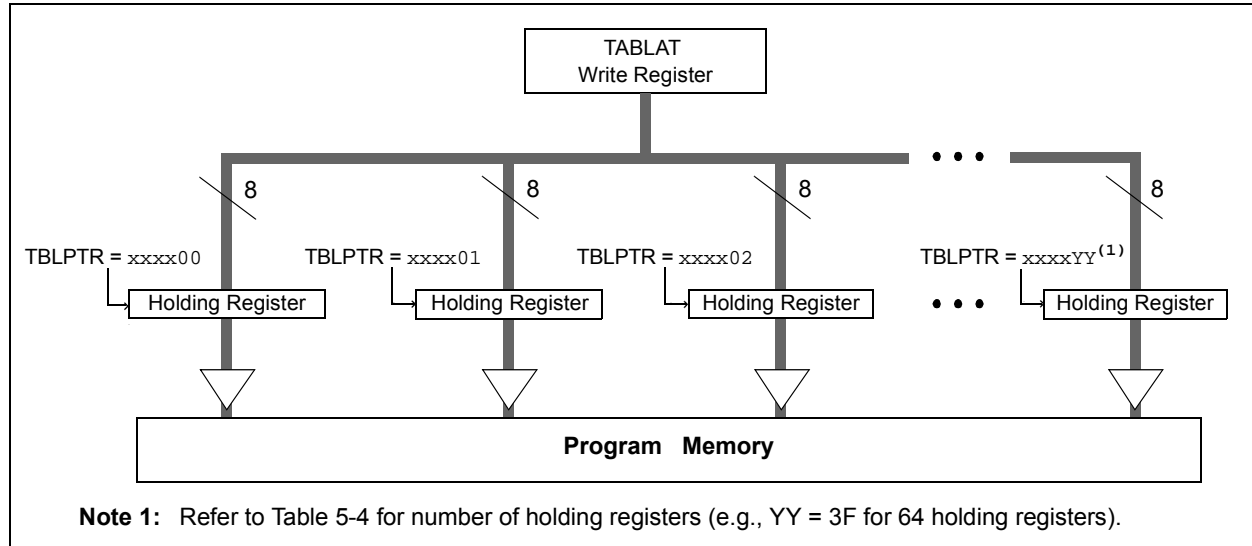 TABLAT
Write Register
• • •
8 8 8 8
TBLPTR = xxxx00 TBLPTR = xxxx01 TBLPTR = xxxx02 TBLPTR = xxxxYY(1)
Holding Register Holding Register Holding Register • • • Holding Register
Program Memory
Note 1: Refer to Table 5-4 for number of holding registers (e.g., YY = 3F for 64 holding registers).